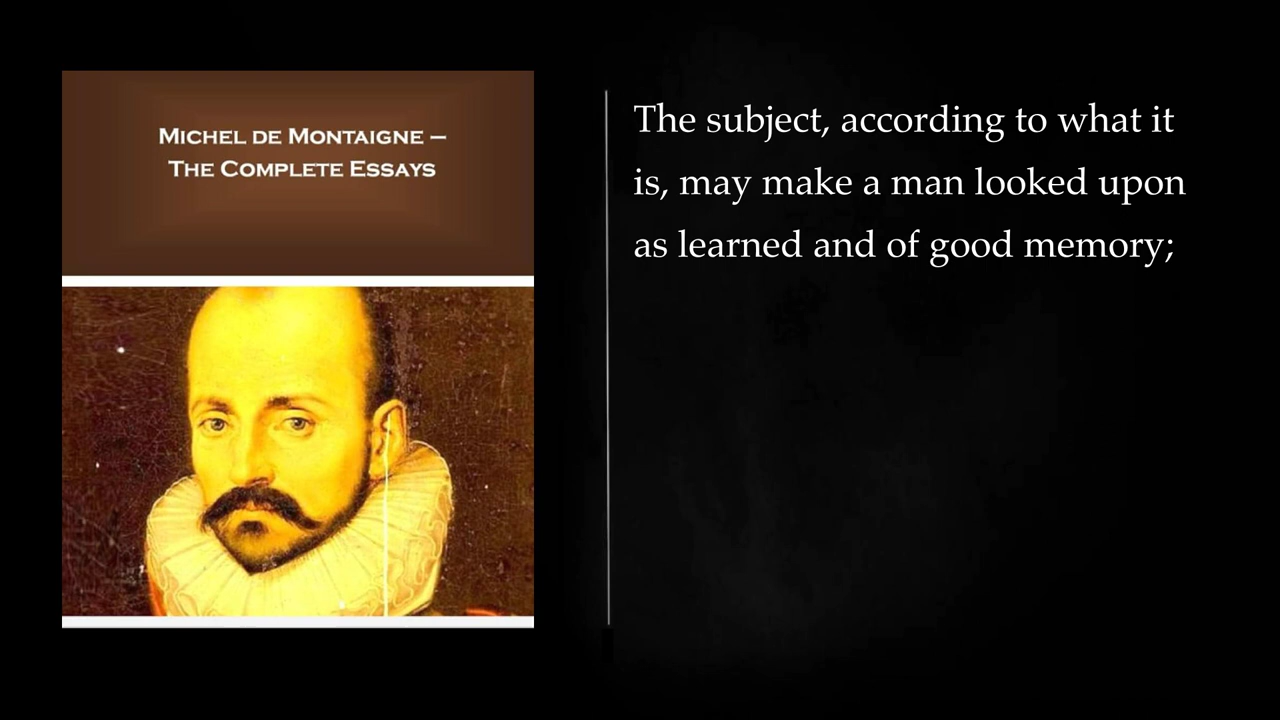 MICHEL DE MONTAIGNE –
THE COMPLETE ESSAYS
The subject, according to what it
is, may make a man looked upon
as learned and of good memory;